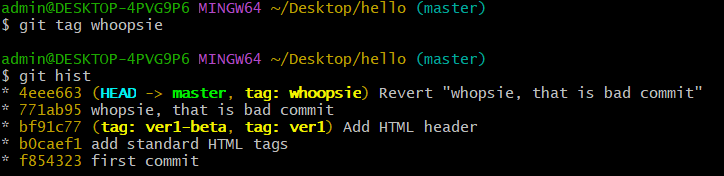 admin@DESKTOP-4PVG9P6 MINGW64 ~/Desktop/hello (master)
$ git tag whoopsie
admin@DESKTOP-4PVG9P6 MINGW64 ~/Desktop/hello (master)
$ git hist
* 4eee663 (HEAD -> master, tag: whoopsie) Revert "whopsie, that is bad commit"
* 771ab95 whopsie, that is bad commit
* bf91c77 (tag: ver1-beta, tag: ver1) Add HTML header
* b0caef1 add standard HTML tags
* f854323 first commit